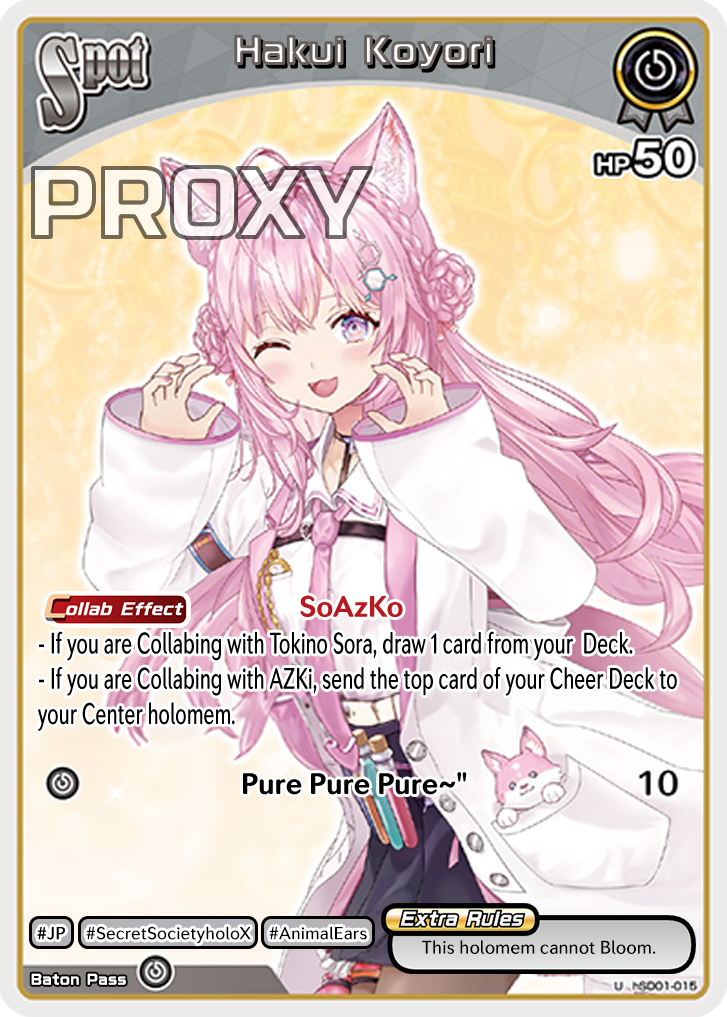 Spot
Hakui Koyori
HP50
PROXY
Collab Effect
SoAzKo
- If you are Collabing with Tokino Sora, draw 1 card from your Deck.
- If you are Collabing with AZKi, send the top card of your Cheer Deck to
your Center holomem.
Pure Pure Pure~"
10
#JP
#SecretSocietyholoX
#AnimalEars
Extra Rules
This holomem cannot Bloom.
Baton Pass
U hSD01-015